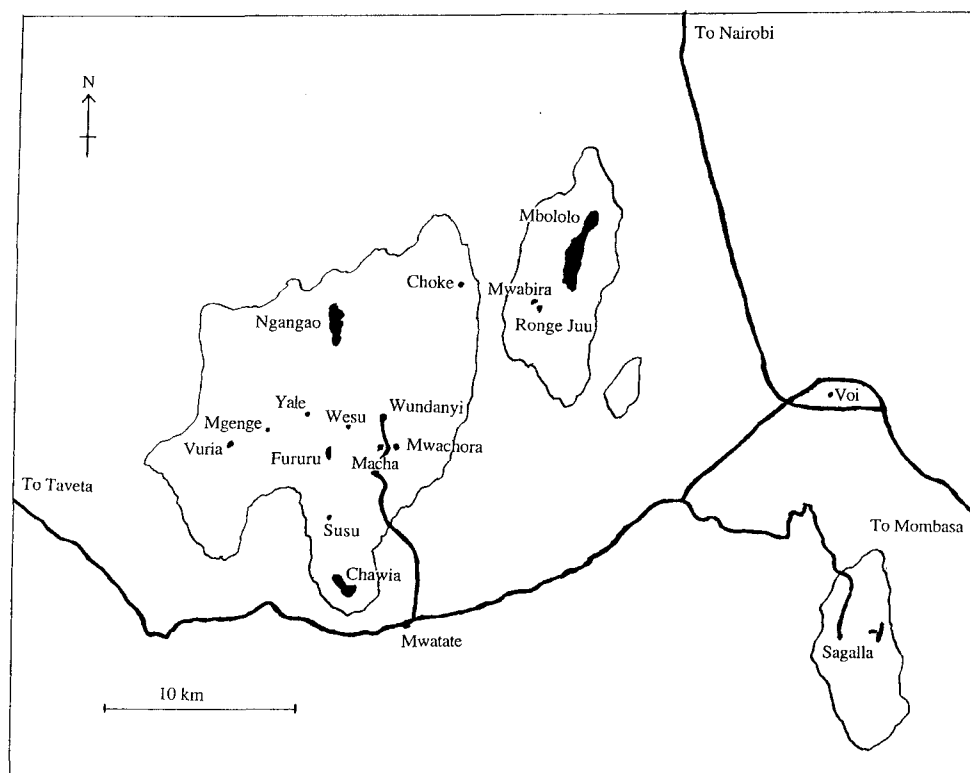 To Nairobi
N
Mbololo
Choke
Mwabira
Ronge Juu
Ngangao
Voi
Yale
Wesu
Wundanyi
Mgenge
Vuria
Fururu
Mwachora
Macha
To Taveta
Susu
To Mombasa
Chawia
Mwatate
Sagalla
10 km